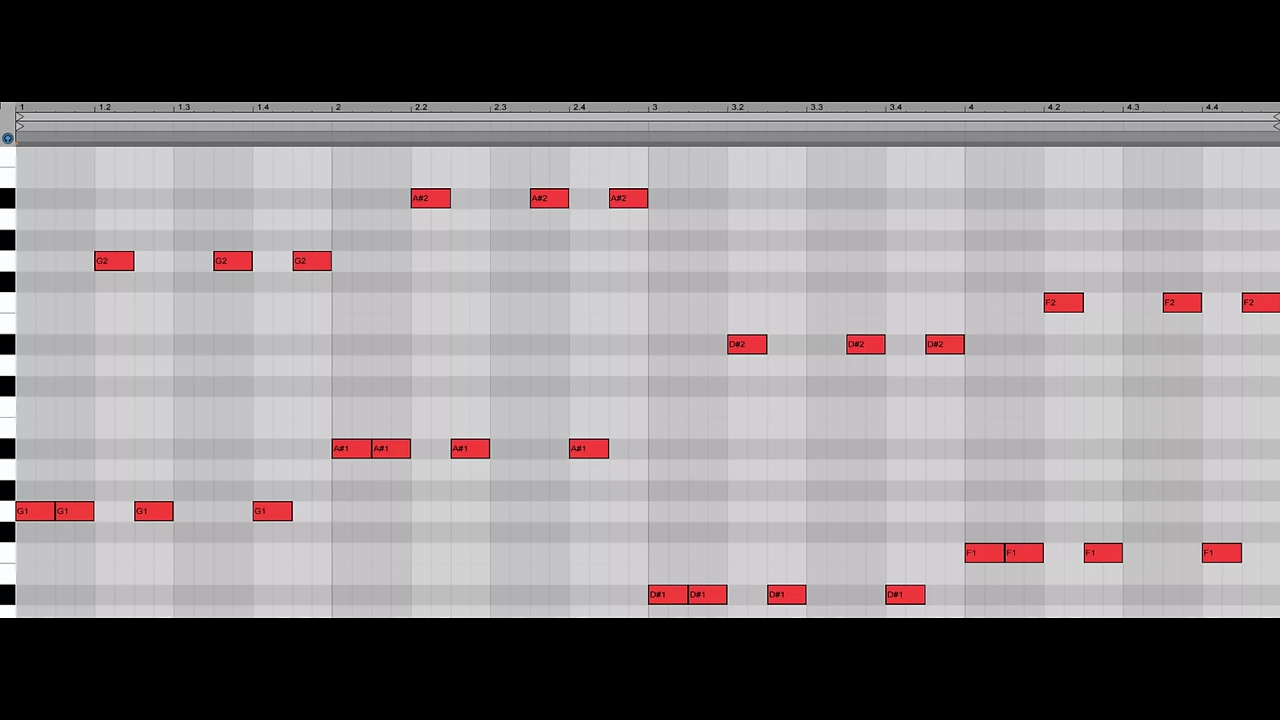 1 1.2 1.3 1.4 2 2.2 2.3 2.4 3 3.2 3.3 3.4 4 4.2 4.3 4.4
A#2 A#2 A#2
G2 G2 G2
F2 F2 F2
D#2 D#2 D#2
A#1 A#1 A#1 A#1
G1 G1 G1 G1
F1 F1 F1 F1
D#1 D#1 D#1 D#1